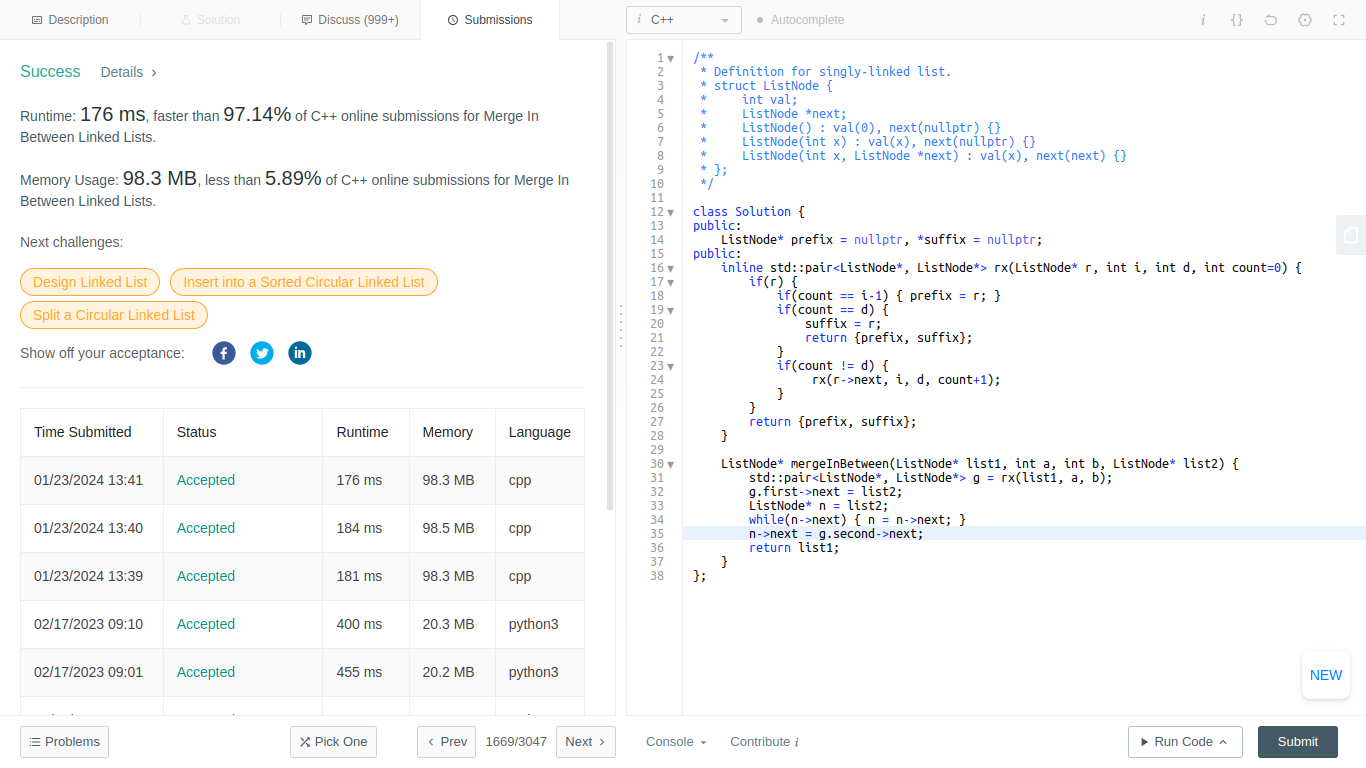 Description
Solution
Discuss (999+)
Submissions
i C++
Autocomplete
i {}
Success Details ›
Runtime: 176 ms, faster than 97.14% of C++ online submissions for Merge In
Between Linked Lists.
Memory Usage: 98.3 MB, less than 5.89% of C++ online submissions for Merge In
Between Linked Lists.
Next challenges:
Design Linked List Insert into a Sorted Circular Linked List
Split a Circular Linked List
Show off your acceptance: f in
Time Submitted Status Runtime Memory Language
01/23/2024 13:41 Accepted 176 ms 98.3 MB cpp
01/23/2024 13:40 Accepted 184 ms 98.5 MB cpp
01/23/2024 13:39 Accepted 181 ms 98.3 MB cpp
02/17/2023 09:10 Accepted 400 ms 20.3 MB python3
02/17/2023 09:01 Accepted 455 ms 20.2 MB python3
1 /**
2  * Definition for singly-linked list.
3  * struct ListNode {
4  *     int val;
5  *     ListNode *next;
6  *     ListNode() : val(0), next(nullptr) {}
7  *     ListNode(int x) : val(x), next(nullptr) {}
8  *     ListNode(int x, ListNode *next) : val(x), next(next) {}
9  * };
10  */
11
12 class Solution {
13 public:
14     ListNode* prefix = nullptr, *suffix = nullptr;
15 public:
16     inline std::pair<ListNode*, ListNode*> rx(ListNode* r, int i, int d, int count=0) {
17         if(r) {
18             if(count == i-1) { prefix = r; }
19             if(count == d) {
20                 suffix = r;
21                 return {prefix, suffix};
22             }
23             if(count != d) {
24                  rx(r->next, i, d, count+1);
25             }
26         }
27         return {prefix, suffix};
28     }
29
30     ListNode* mergeInBetween(ListNode* list1, int a, int b, ListNode* list2) {
31         std::pair<ListNode*, ListNode*> g = rx(list1, a, b);
32         g.first->next = list2;
33         ListNode* n = list2;
34         while(n->next) { n = n->next; }
35         n->next = g.second->next;
36         return list1;
37     }
38 };
NEW
Problems
Pick One
‹ Prev 1669/3047 Next ›
Console
Contribute i
Run Code
Submit